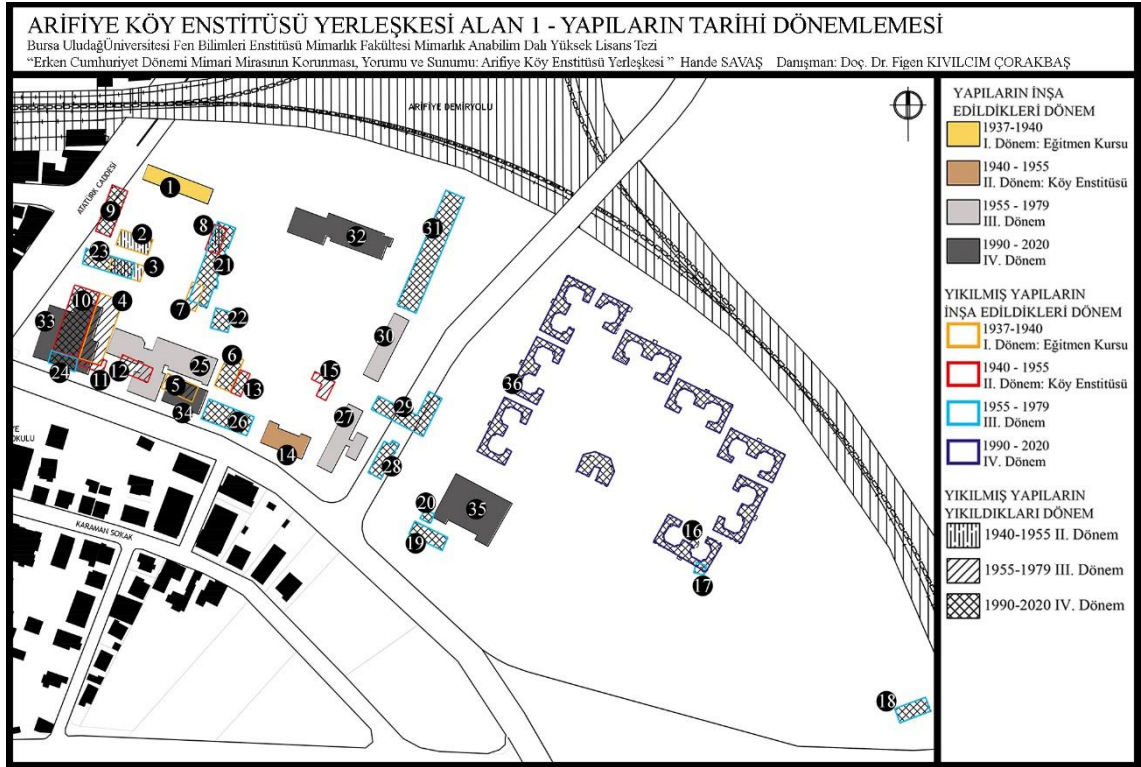 ARİFİYE KÖY ENSTİTÜSÜ YERLEŞKESİ ALAN 1 - YAPILARIN TARİHİ DÖNEMLEMESİ
Bursa UludağÜniversitesi Fen Bilimleri Enstitüsü Mimarlık Fakültesi Mimarlık Anabilim Dalı Yüksek Lisans Tezi
“Erken Cumhuriyet Dönemi Mimari Mirasının Korunması, Yorumu ve Sunumu: Arifiye Köy Enstitüsü Yerleşkesi ” Hande SAVAŞ Danışman: Doç. Dr. Figen KIVILCIM ÇORAKBAŞ
ARİFİYE DEMİRYOLU
ATATÜRK CADDESİ
1
9
2
8
31
32
23
3
21
7
22
10
4
33
30
24
11
12
25
6
13
15
5
34
26
14
27
29
28
36
35
20
19
16
17
18
OKULU
KARAMAN SOKAK
YAPILARIN İNŞA
EDİLDİKLERİ DÖNEM
1937-1940
I. Dönem: Eğitmen Kursu
1940 - 1955
II. Dönem: Köy Enstitüsü
1955 - 1979
III. Dönem
1990 - 2020
IV. Dönem
YIKILMIŞ YAPILARIN
İNŞA EDİLDİKLERİ DÖNEM
1937-1940
I. Dönem: Eğitmen Kursu
1940 - 1955
II. Dönem: Köy Enstitüsü
1955 - 1979
III. Dönem
1990 - 2020
IV. Dönem
YIKILMIŞ YAPILARIN
YIKILDIKLARI DÖNEM
1940-1955 II. Dönem
1955-1979 III. Dönem
1990-2020 IV. Dönem